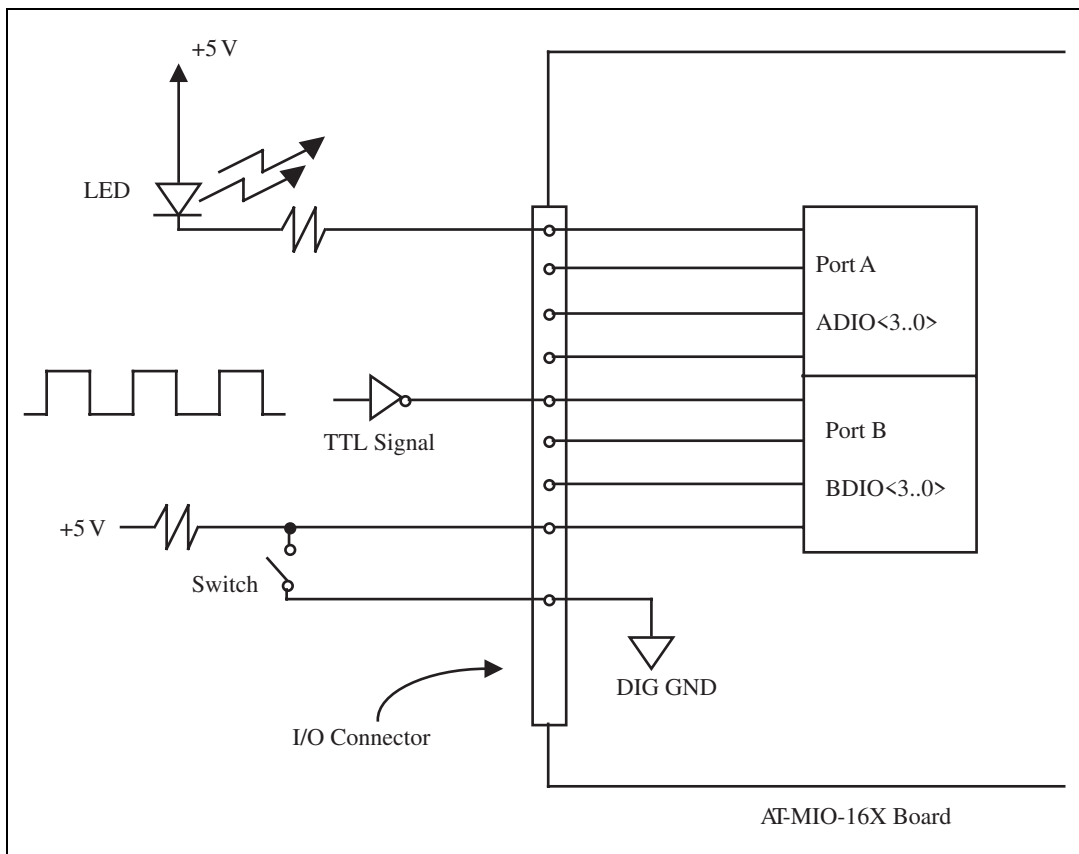 +5 V
LED
Port A
ADIO<3..0>
TTL Signal
Port B
BDIO<3..0>
+5 V
Switch
DIG GND
I/O Connector
AT-MIO-16X Board